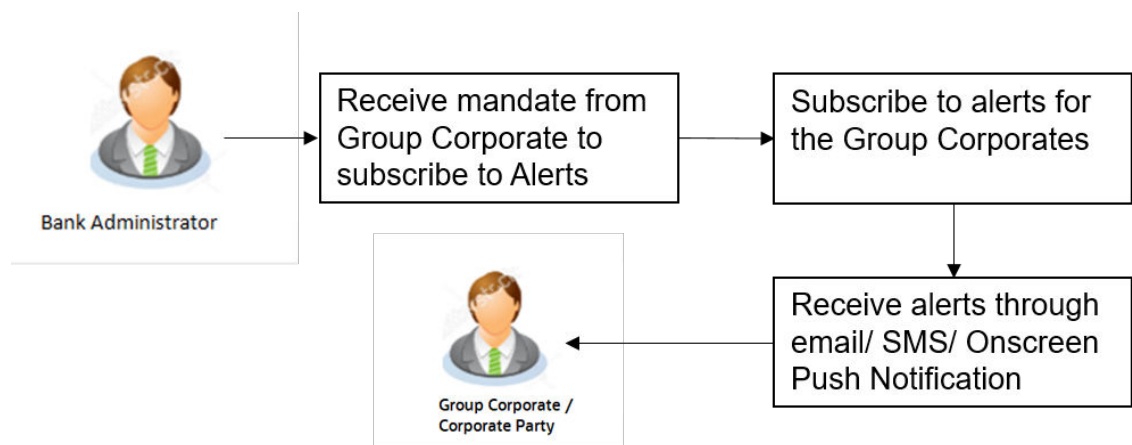 Bank Administrator
Receive mandate from
Group Corporate to
subscribe to Alerts
Subscribe to alerts for
the Group Corporates
Receive alerts through
email/ SMS/ Onscreen
Push Notification
Group Corporate /
Corporate Party